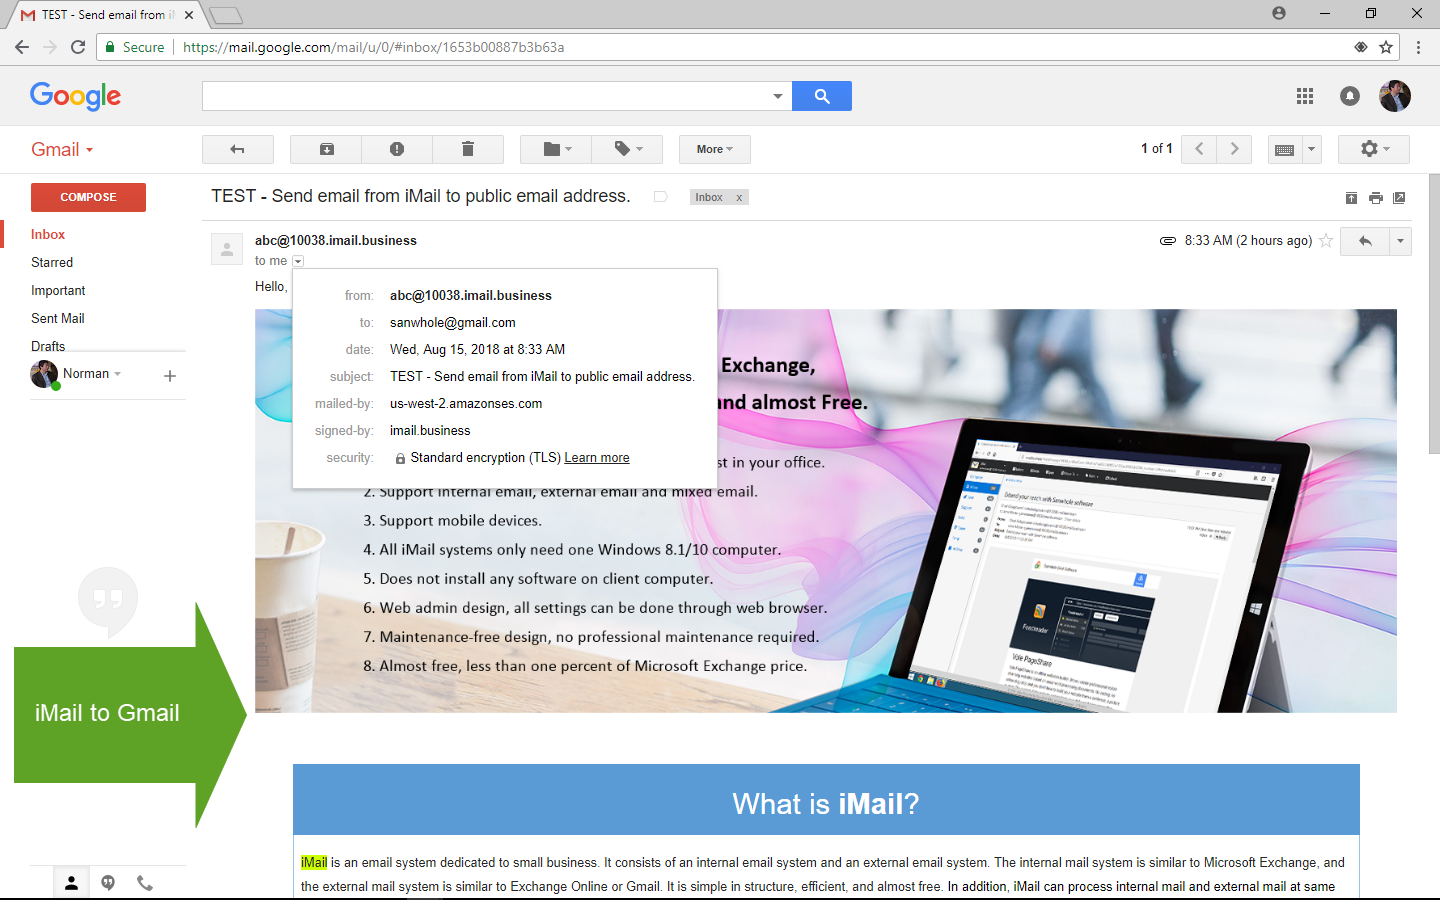 TEST - Send email from i
Secure https://mail.google.com/mail/u/0/#inbox/1653b00887b3b63a
Google
Gmail
More
1 of 1
COMPOSE
TEST - Send email from iMail to public email address.
Inbox x
Inbox
Starred
Important
Sent Mail
Drafts
Norman
abc@10038.imail.business
8:33 AM (2 hours ago)
to me
Hello,
from: abc@10038.imail.business
to: sanwhole@gmail.com
date: Wed, Aug 15, 2018 at 8:33 AM
subject: TEST - Send email from iMail to public email address.
mailed-by: us-west-2.amazonses.com
signed-by: imail.business
security: Standard encryption (TLS) Learn more
Exchange,
and almost Free.
in your office.
2. Support internal email, external email and mixed email.
3. Support mobile devices.
4. All iMail systems only need one Windows 8.1/10 computer.
5. Does not install any software on client computer.
6. Web admin design, all settings can be done through web browser.
7. Maintenance-free design, no professional maintenance required.
8. Almost free, less than one percent of Microsoft Exchange price.
Extend your reach with Sanwhole software
Vole PageShare
iMail to Gmail
What is iMail?
iMail is an email system dedicated to small business. It consists of an internal email system and an external email system. The internal mail system is similar to Microsoft Exchange, and
the external mail system is similar to Exchange Online or Gmail. It is simple in structure, efficient, and almost free. In addition, iMail can process internal mail and external mail at same